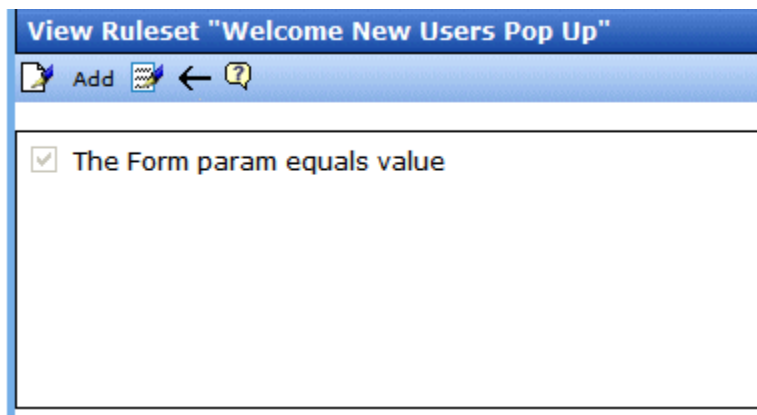 View Ruleset "Welcome New Users Pop Up"
Add
The Form param equals value